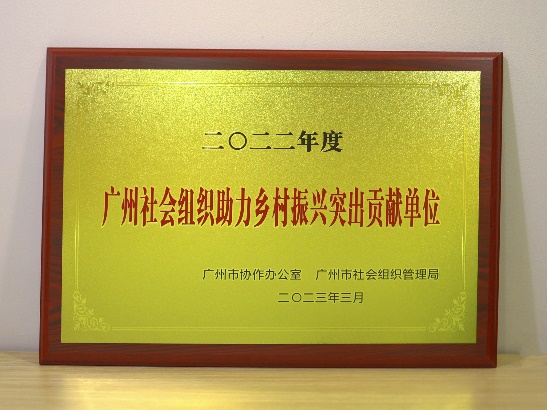 二〇二二年度
广州社会组织助力乡村振兴突出贡献单位
广州市协作办公室 广州市社会组织管理局
二〇二三年三月